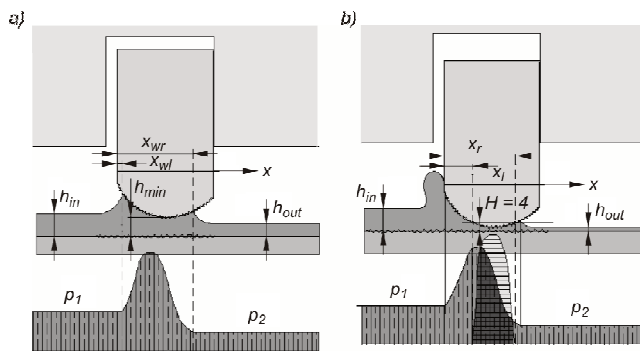 a)
x_wr
x_wl
x
h_in
h_min
h_out
p_1
p_2
b)
x_r
x_l
x
h_in
H = 4
h_out
p_1
p_2